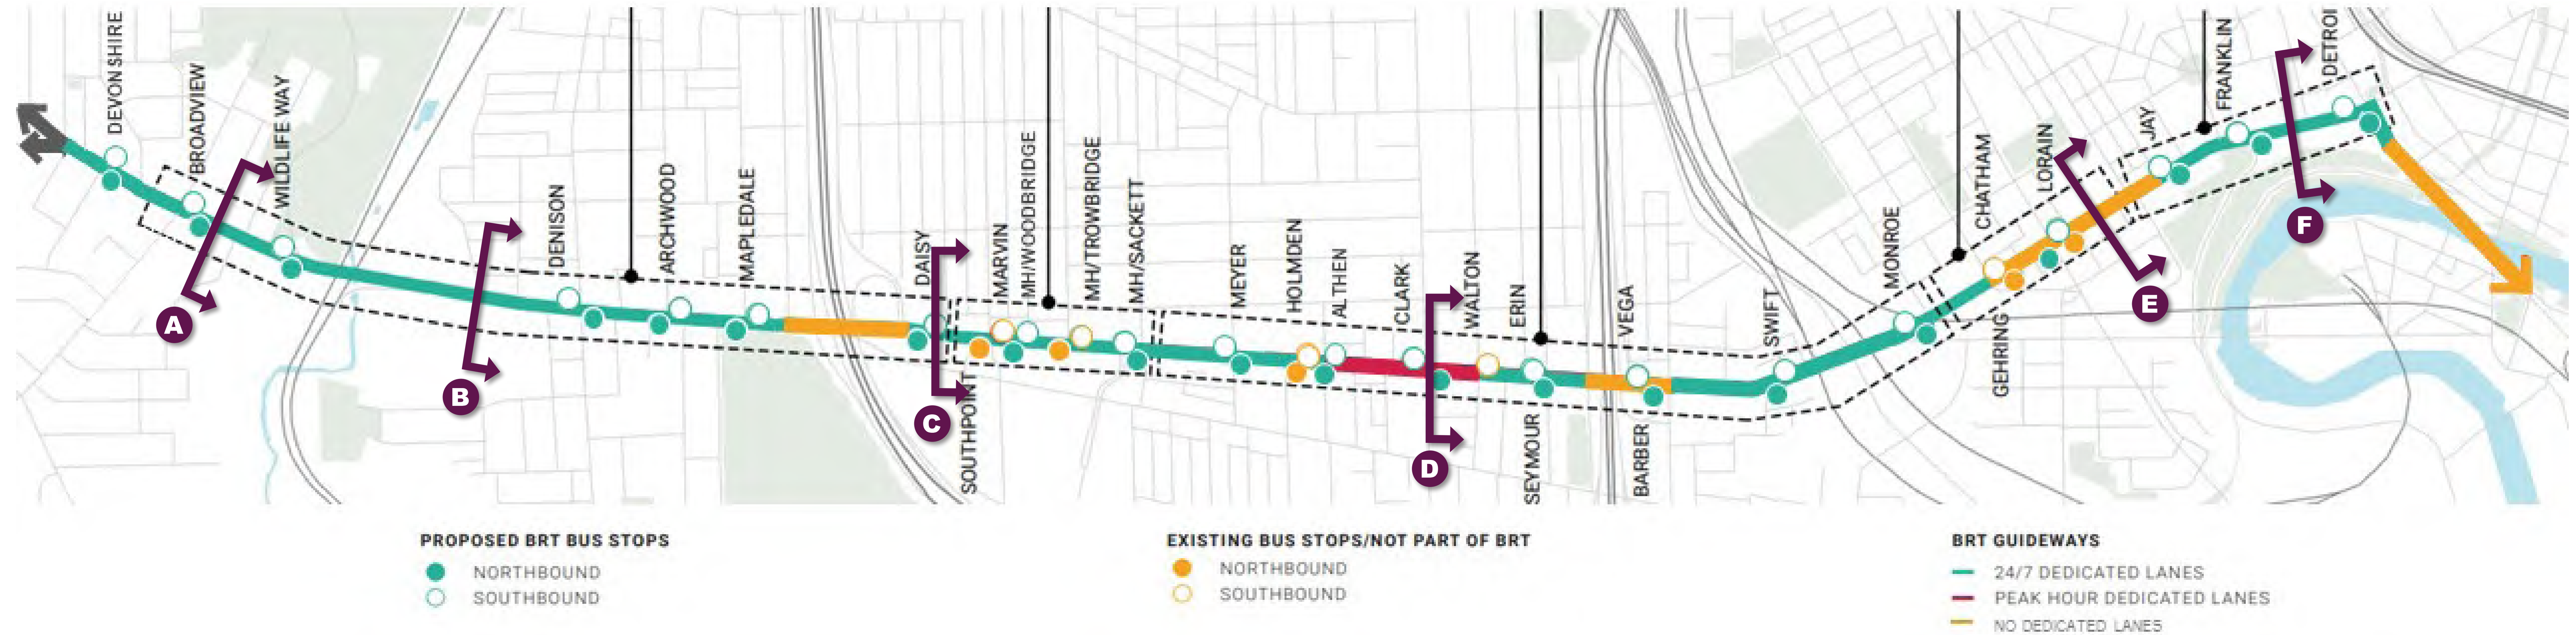 DEVONSHIRE
BROADVIEW
WILDLIFE WAY
DENISON
ARCHWOOD
MAPLEDALE
DAISY
SOUTHPOINT
MARVIN
MH/WOODBRIDGE
MH/TROWBRIDGE
MH/SACKETT
MEYER
HOLMDEN
ALTHEN
CLARK
WALTON
ERIN
SEYMOUR
VEGA
BARBER
SWIFT
MONROE
CHATHAM
GEHRING
LORAIN
JAY
FRANKLIN
DETROI
A
B
C
D
E
F
PROPOSED BRT BUS STOPS
NORTHBOUND
SOUTHBOUND
EXISTING BUS STOPS/NOT PART OF BRT
NORTHBOUND
SOUTHBOUND
BRT GUIDEWAYS
24/7 DEDICATED LANES
PEAK HOUR DEDICATED LANES
NO DEDICATED LANES